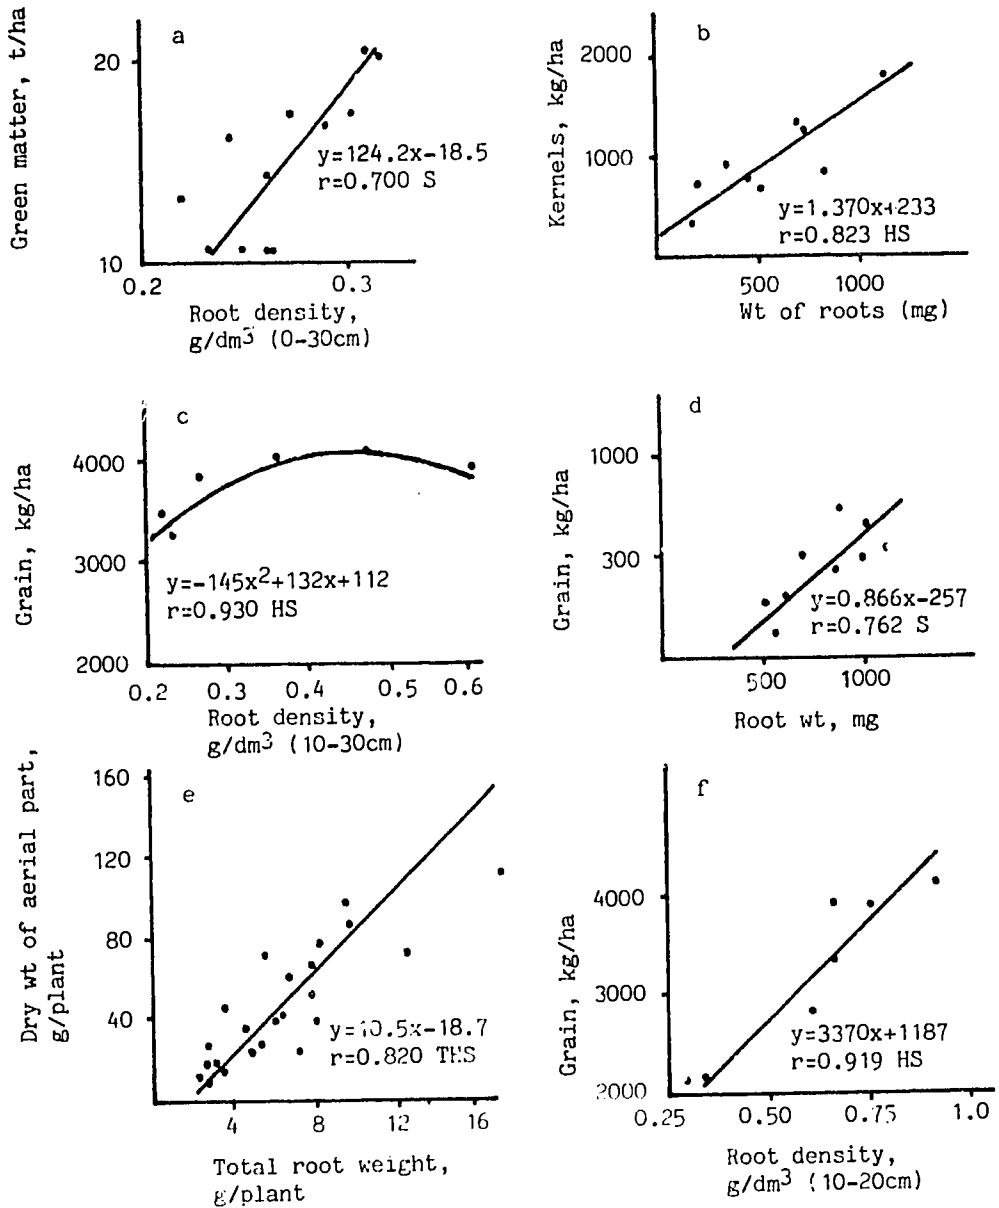 a
Green matter, t/ha
20
10
0.2
0.3
y=124.2x-18.5
r=0.700 S
Root density,
g/dm3 (0-30cm)
b
Kernels, kg/ha
2000
1000
500
1000
y=1.370x+233
r=0.823 HS
Wt of roots (mg)
c
Grain, kg/ha
4000
3000
2000
y=-145x2+132x+112
r=0.930 HS
0.2
0.3
0.4
0.5
0.6
Root density,
g/dm3 (10-30cm)
d
Grain, kg/ha
1000
300
y=0.866x-257
r=0.762 S
500
1000
Root wt, mg
e
Dry wt of aerial part,
g/plant
160
120
80
40
y=10.5x-18.7
r=0.820 THS
4
8
12
16
Total root weight,
g/plant
f
Grain, kg/ha
4000
3000
2000
y=3370x+1187
r=0.919 HS
0.25
0.50
0.75
1.0
Root density,
g/dm3 (10-20cm)